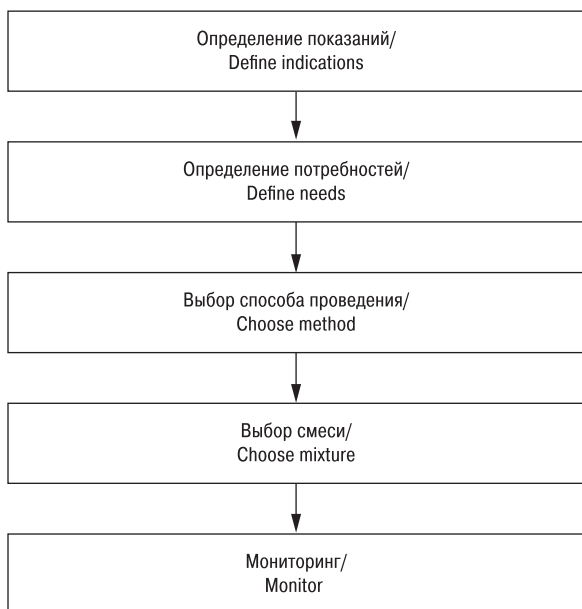 Определение показаний/
Define indications
Определение потребностей/
Define needs
Выбор способа проведения/
Choose method
Выбор смеси/
Choose mixture
Мониторинг/
Monitor